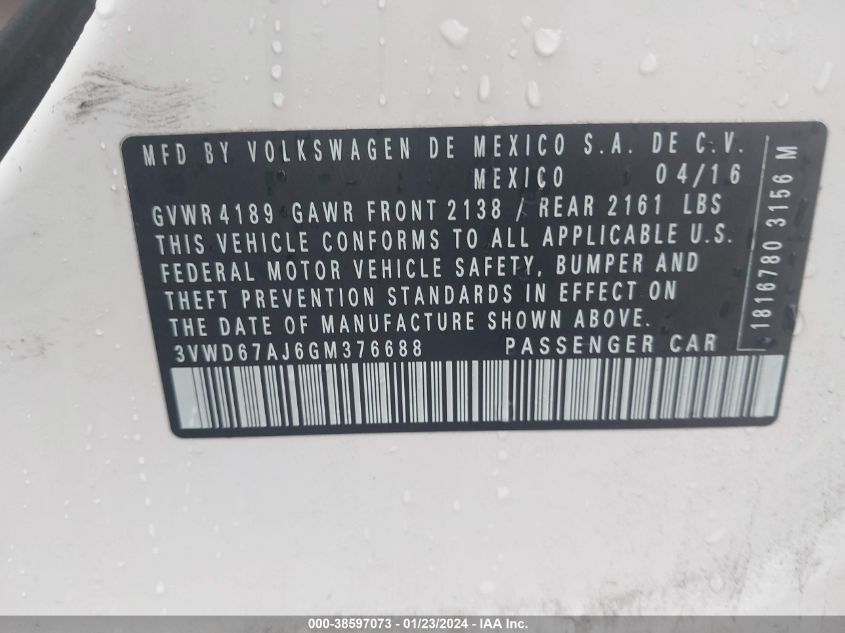 MFD BY VOLKSWAGEN DE MEXICO S.A. DE C.V.
MEXICO 04/16
GVWR 4189 GAWR FRONT 2138 / REAR 2161 LBS
THIS VEHICLE CONFORMS TO ALL APPLICABLE U.S.
FEDERAL MOTOR VEHICLE SAFETY, BUMPER AND
THEFT PREVENTION STANDARDS IN EFFECT ON
THE DATE OF MANUFACTURE SHOWN ABOVE.
3VWD67AJ6GM376688 PASSENGER CAR
1816780 3156 M
000-38597073 - 01/23/2024 - IAA Inc.